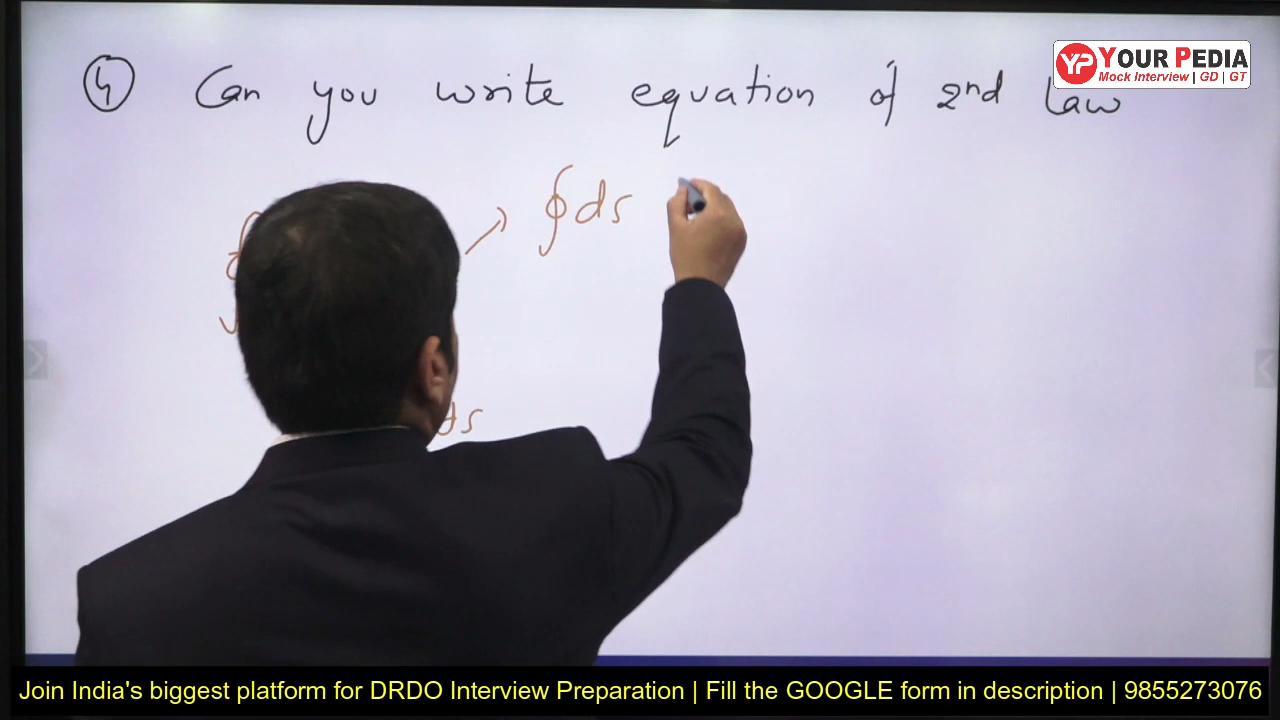 YP YOUR PEDIA
Mock Interview | GD | GT
④ Can you write equation of 2nd law
∮ds
ds
Join India's biggest platform for DRDO Interview Preparation | Fill the GOOGLE form in description | 9855273076